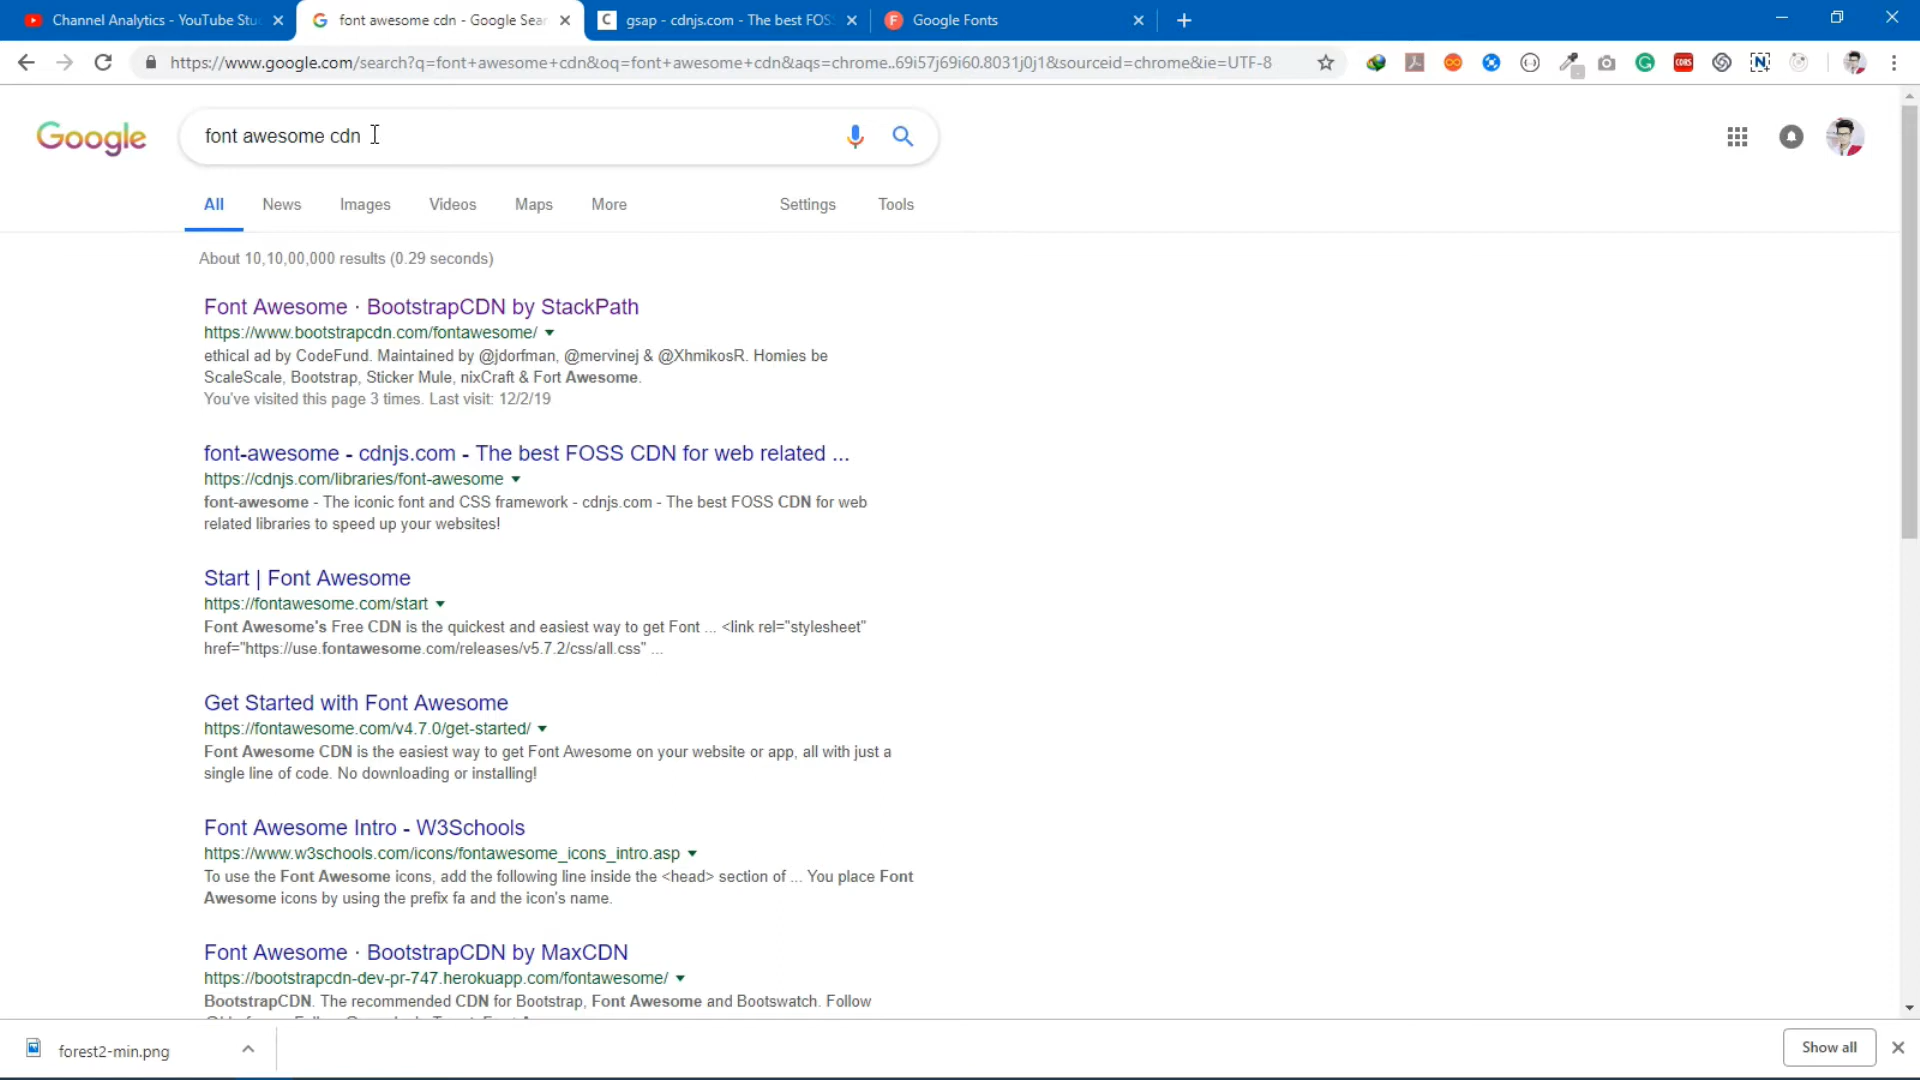 Channel Analytics - YouTube Stu
font awesome cdn - Google Sear
gsap - cdnjs.com - The best FOS
Google Fonts
https://www.google.com/search?q=font+awesome+cdn&oq=font+awesome+cdn&aqs=chrome..69i57j69i60.8031j0j1&sourceid=chrome&ie=UTF-8
CORS
Google
font awesome cdn
All
News
Images
Videos
Maps
More
Settings
Tools
About 10,10,00,000 results (0.29 seconds)
Font Awesome · BootstrapCDN by StackPath
https://www.bootstrapcdn.com/fontawesome/
ethical ad by CodeFund. Maintained by @jdorfman, @mervinej & @XhmikosR. Homies be
ScaleScale, Bootstrap, Sticker Mule, nixCraft & Fort Awesome.
You've visited this page 3 times. Last visit: 12/2/19
font-awesome - cdnjs.com - The best FOSS CDN for web related ...
https://cdnjs.com/libraries/font-awesome
font-awesome - The iconic font and CSS framework - cdnjs.com - The best FOSS CDN for web
related libraries to speed up your websites!
Start | Font Awesome
https://fontawesome.com/start
Font Awesome's Free CDN is the quickest and easiest way to get Font ... <link rel="stylesheet"
href="https://use.fontawesome.com/releases/v5.7.2/css/all.css" ...
Get Started with Font Awesome
https://fontawesome.com/v4.7.0/get-started/
Font Awesome CDN is the easiest way to get Font Awesome on your website or app, all with just a
single line of code. No downloading or installing!
Font Awesome Intro - W3Schools
https://www.w3schools.com/icons/fontawesome_icons_intro.asp
To use the Font Awesome icons, add the following line inside the <head> section of ... You place Font
Awesome icons by using the prefix fa and the icon's name.
Font Awesome · BootstrapCDN by MaxCDN
https://bootstrapcdn-dev-pr-747.herokuapp.com/fontawesome/
BootstrapCDN. The recommended CDN for Bootstrap, Font Awesome and Bootswatch. Follow
forest2-min.png
Show all